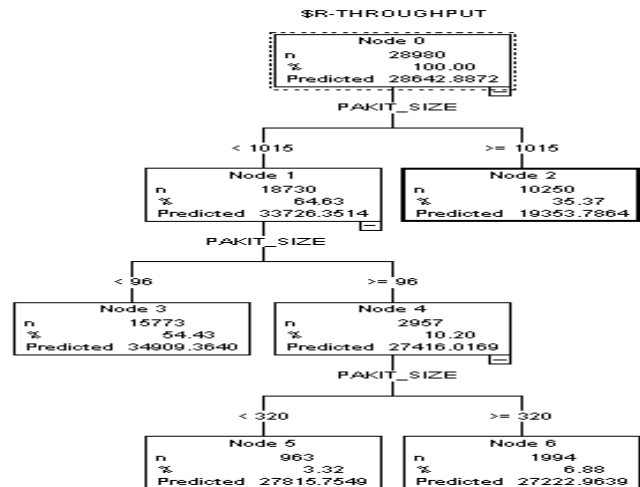 $R-THROUGHPUT
Node 0
n 28980
% 100.00
Predicted 28642.8872
PAKIT_SIZE
< 1015
>= 1015
Node 1
n 18730
% 64.63
Predicted 33726.3514
Node 2
n 10250
% 35.37
Predicted 19353.7864
PAKIT_SIZE
< 96
>= 96
Node 3
n 15773
% 54.43
Predicted 34909.3640
Node 4
n 2957
% 10.20
Predicted 27416.0169
PAKIT_SIZE
< 320
>= 320
Node 5
n 963
% 3.32
Predicted 27815.7549
Node 6
n 1994
% 6.88
Predicted 27222.9639